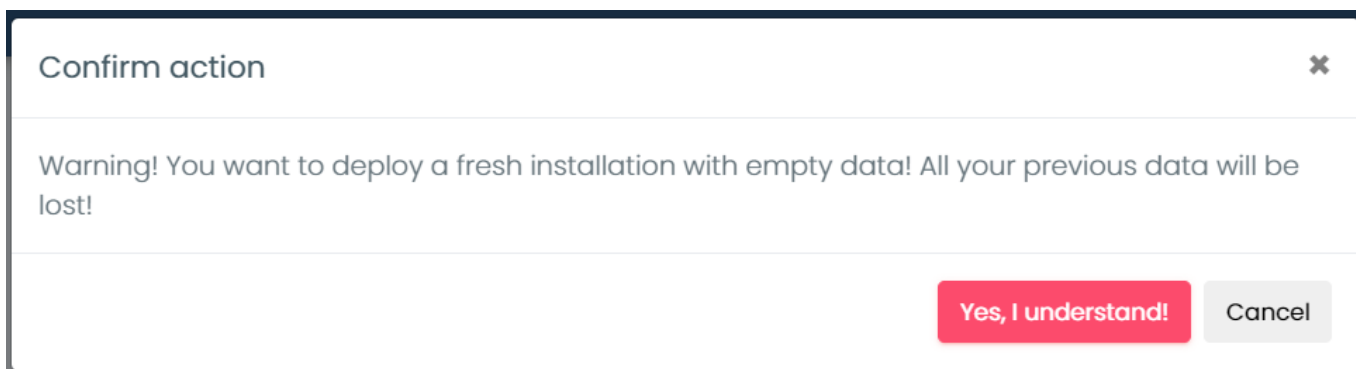 Confirm action
Warning! You want to deploy a fresh installation with empty data! All your previous data will be
lost!
Yes, I understand!
Cancel